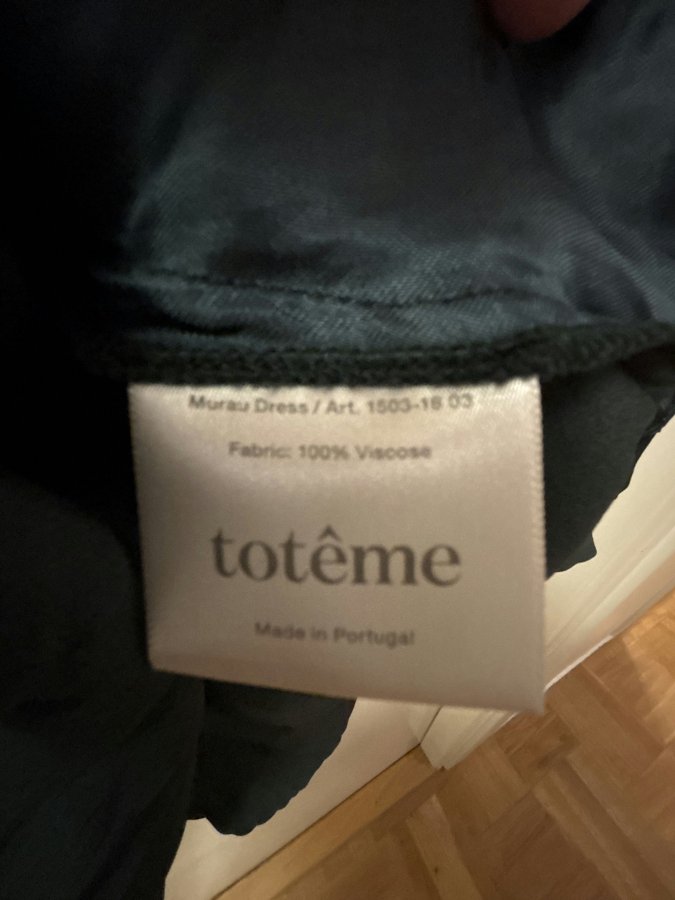 Murau Dress / Art. 1503-18 03
Fabric: 100% Viscose
totême
Made in Portugal